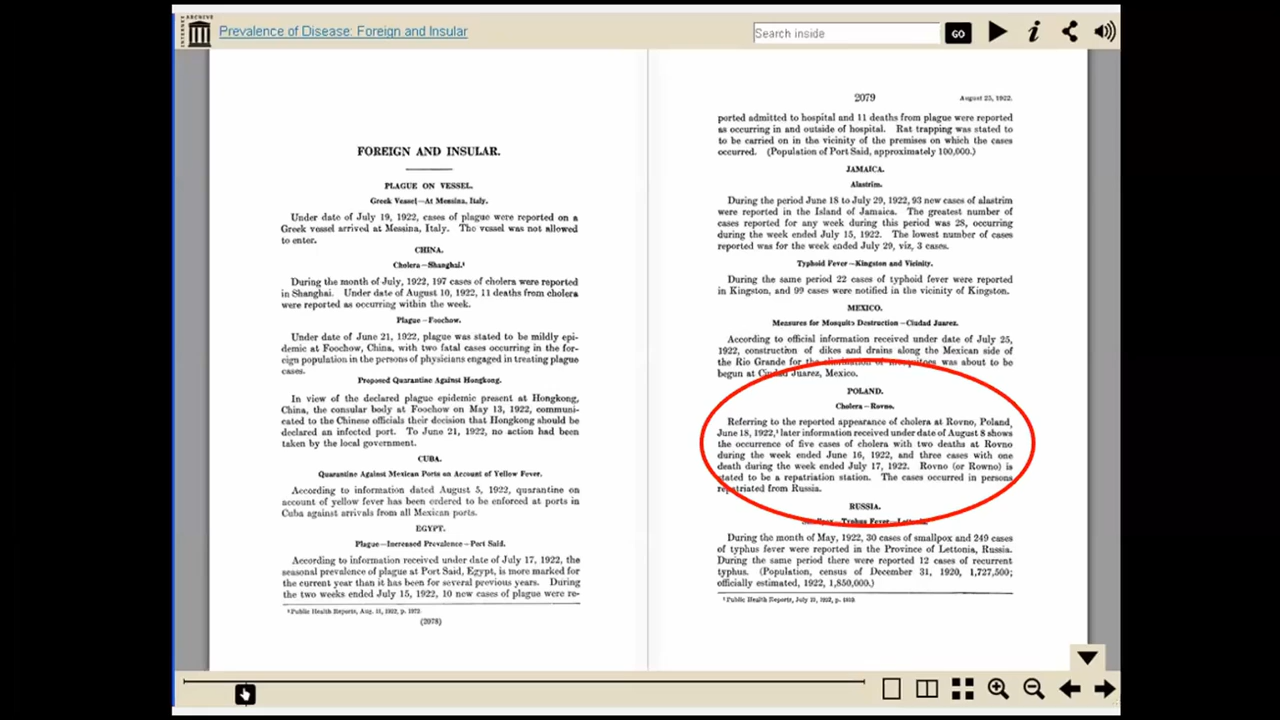 INTERNET ARCHIVE
Prevalence of Disease: Foreign and Insular
Search inside
GO
FOREIGN AND INSULAR.
PLAGUE ON VESSEL.
Greek Vessel—At Messina, Italy.
Under date of July 19, 1922, cases of plague were reported on a
Greek vessel arrived at Messina, Italy. The vessel was not allowed
to enter.
CHINA.
Cholera—Shanghai.¹
During the month of July, 1922, 197 cases of cholera were reported
in Shanghai. Under date of August 10, 1922, 11 deaths from cholera
were reported as occurring within the week.
Plague—Foochow.
Under date of June 21, 1922, plague was stated to be mildly epi-
demic at Foochow, China, with two fatal cases occurring in the for-
eign population in the persons of physicians engaged in treating plague
cases.
Proposed Quarantine Against Hongkong.
In view of the declared plague epidemic present at Hongkong,
China, the consular body at Foochow on May 13, 1922, communi-
cated to the Chinese officials their decision that Hongkong should be
declared an infected port. To June 21, 1922, no action had been
taken by the local government.
CUBA.
Quarantine Against Mexican Ports on Account of Yellow Fever.
According to information dated August 5, 1922, quarantine on
account of yellow fever has been ordered to be enforced at ports in
Cuba against arrivals from all Mexican ports.
EGYPT.
Plague—Increased Prevalence—Port Said.
According to information received under date of July 17, 1922, the
seasonal prevalence of plague at Port Said, Egypt, is more marked for
the current year than it has been for several previous years. During
the two weeks ended July 15, 1922, 10 new cases of plague were re-
¹ Public Health Reports, Aug. 11, 1922, p. 1972.
(2078)
2079 August 25, 1922.
ported admitted to hospital and 11 deaths from plague were reported
as occurring in and outside of hospital. Rat trapping was stated to
to be carried on in the vicinity of the premises on which the cases
occurred. (Population of Port Said, approximately 100,000.)
JAMAICA.
Alastrim.
During the period June 18 to July 29, 1922, 93 new cases of alastrim
were reported in the Island of Jamaica. The greatest number of
cases reported for any week during this period was 28, occurring
during the week ended July 15, 1922. The lowest number of cases
reported was for the week ended July 29, viz, 3 cases.
Typhoid Fever—Kingston and Vicinity.
During the same period 22 cases of typhoid fever were reported
in Kingston, and 99 cases were notified in the vicinity of Kingston.
MEXICO.
Measures for Mosquito Destruction—Ciudad Juarez.
According to official information received under date of July 25,
1922, construction of dikes and drains along the Mexican side of
the Rio Grande for the elimination of mosquitoes was about to be
begun at Ciudad Juarez, Mexico.
POLAND.
Cholera—Rovno.
Referring to the reported appearance of cholera at Rovno, Poland,
June 18, 1922,¹ later information received under date of August 8 shows
the occurrence of five cases of cholera with two deaths at Rovno
during the week ended June 16, 1922, and three cases with one
death during the week ended July 17, 1922. Rovno (or Rowno) is
stated to be a repatriation station. The cases occurred in persons
repatriated from Russia.
RUSSIA.
Smallpox—Typhus Fever—Lettonia.
During the month of May, 1922, 30 cases of smallpox and 249 cases
of typhus fever were reported in the Province of Lettonia, Russia.
During the same period there were reported 12 cases of recurrent
typhus. (Population, census of December 31, 1920, 1,727,500;
officially estimated, 1922, 1,850,000.)
¹ Public Health Reports, July